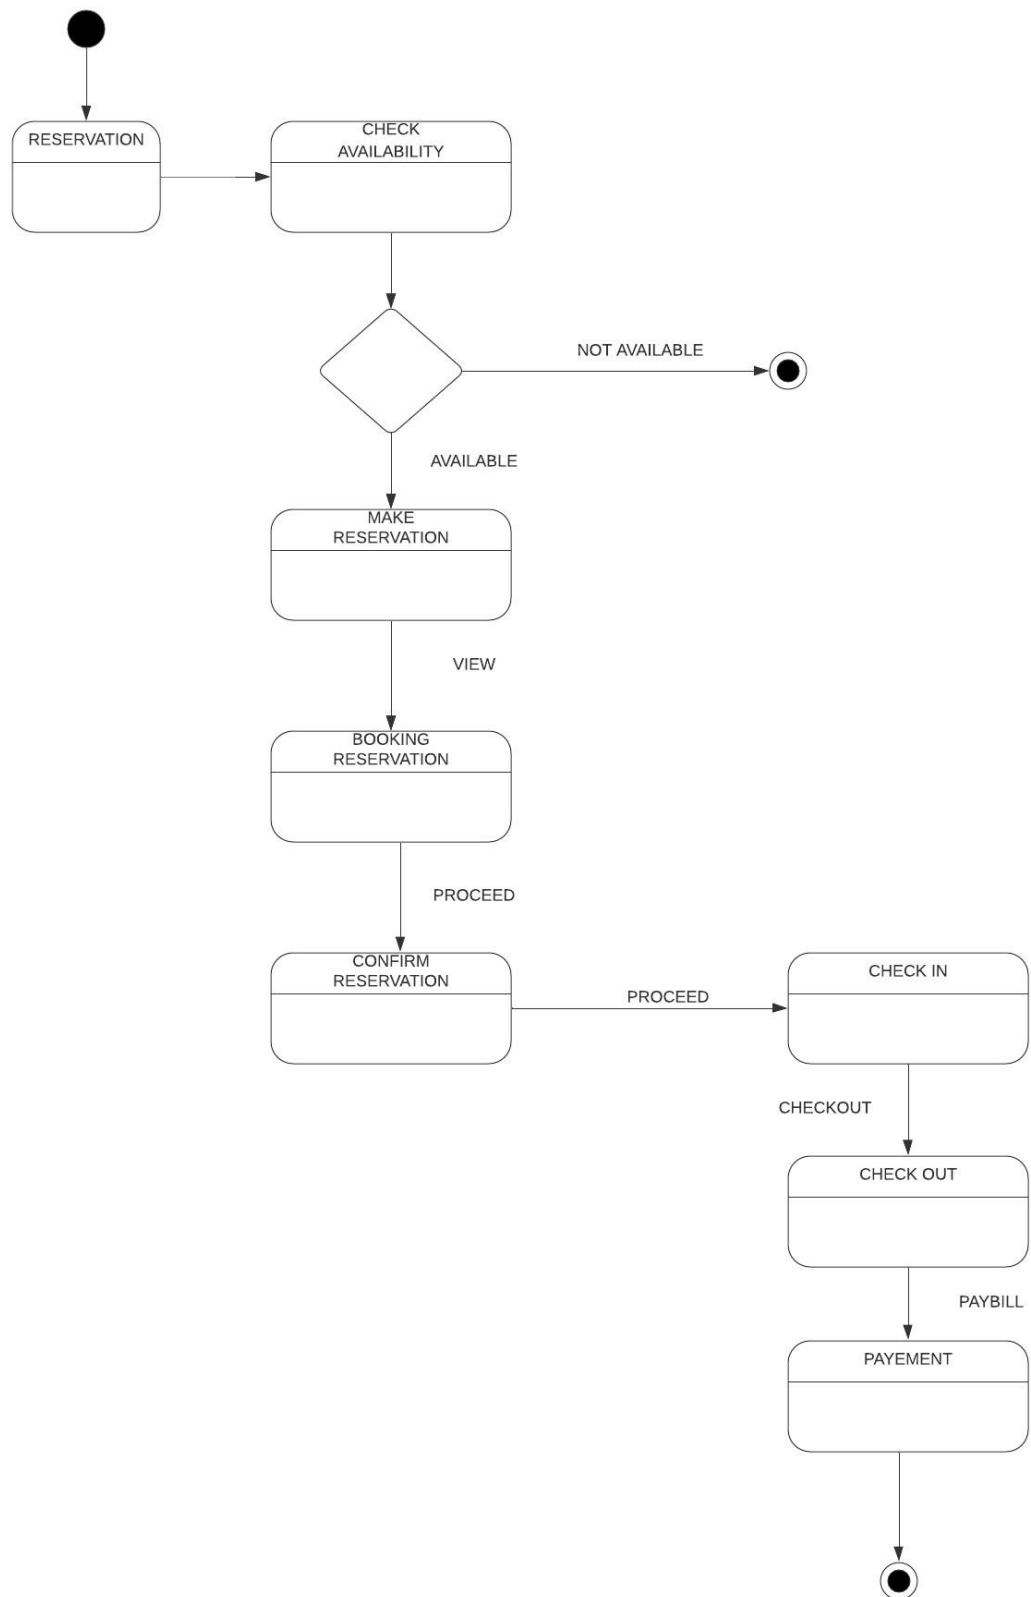 RESERVATION
CHECK
AVAILABILITY
NOT AVAILABLE
AVAILABLE
MAKE
RESERVATION
VIEW
BOOKING
RESERVATION
PROCEED
CONFIRM
RESERVATION
PROCEED
CHECK IN
CHECKOUT
CHECK OUT
PAYBILL
PAYEMENT